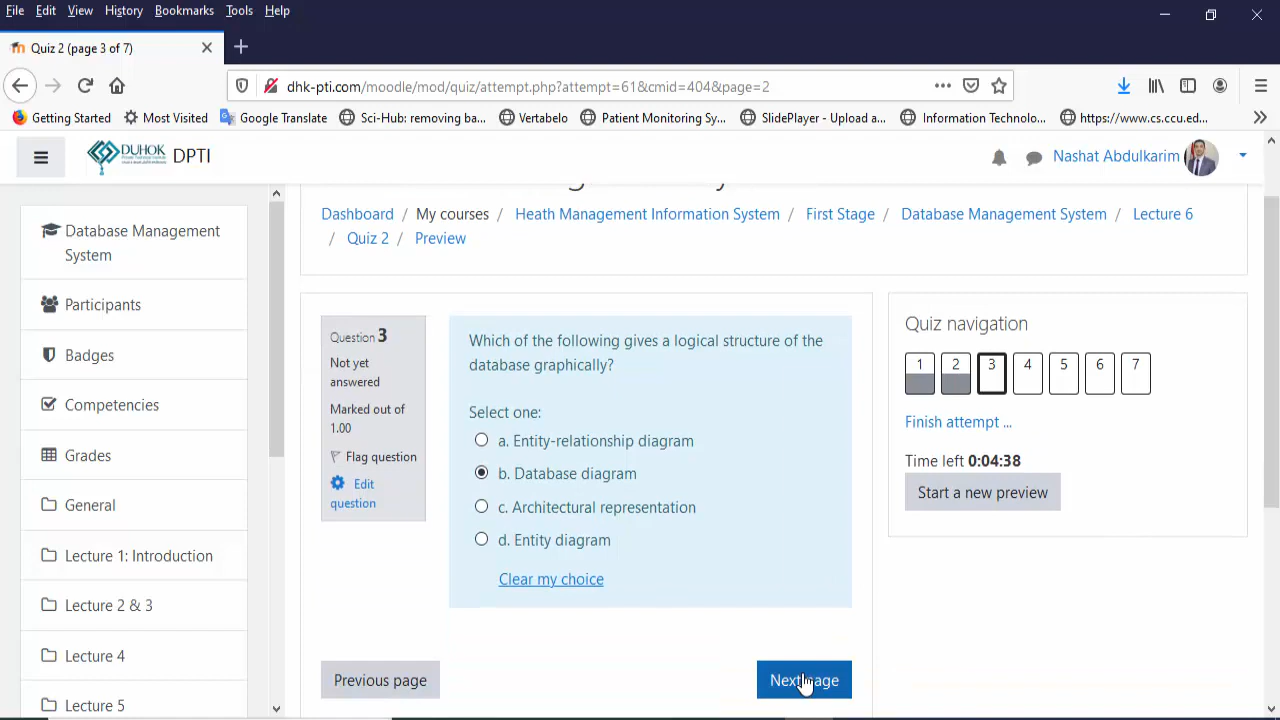 File Edit View History Bookmarks Tools Help
Quiz 2 (page 3 of 7)
dhk-pti.com/moodle/mod/quiz/attempt.php?attempt=61&cmid=404&page=2
Getting Started Most Visited Google Translate Sci-Hub: removing ba... Vertabelo Patient Monitoring Sy... SlidePlayer - Upload a... Information Technolo... https://www.cs.ccu.ed...
DUHOK DPTI Nashat Abdulkarim
Dashboard / My courses / Heath Management Information System / First Stage / Database Management System / Lecture 6
/ Quiz 2 / Preview
Database Management
System
Participants
Badges
Competencies
Grades
General
Lecture 1: Introduction
Lecture 2 & 3
Lecture 4
Lecture 5
Question 3
Not yet
answered
Marked out of
1.00
Flag question
Edit
question
Which of the following gives a logical structure of the
database graphically?
Select one:
a. Entity-relationship diagram
b. Database diagram
c. Architectural representation
d. Entity diagram
Clear my choice
Previous page
Next page
Quiz navigation
1 2 3 4 5 6 7
Finish attempt ...
Time left 0:04:38
Start a new preview